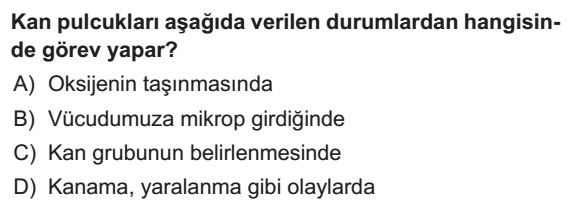 Kan pulcukları aşağıda verilen durumlardan hangisin-
de görev yapar?
A) Oksijenin taşınmasında
B) Vücudumuza mikrop girdiğinde
C) Kan grubunun belirlenmesinde
D) Kanama, yaralanma gibi olaylarda